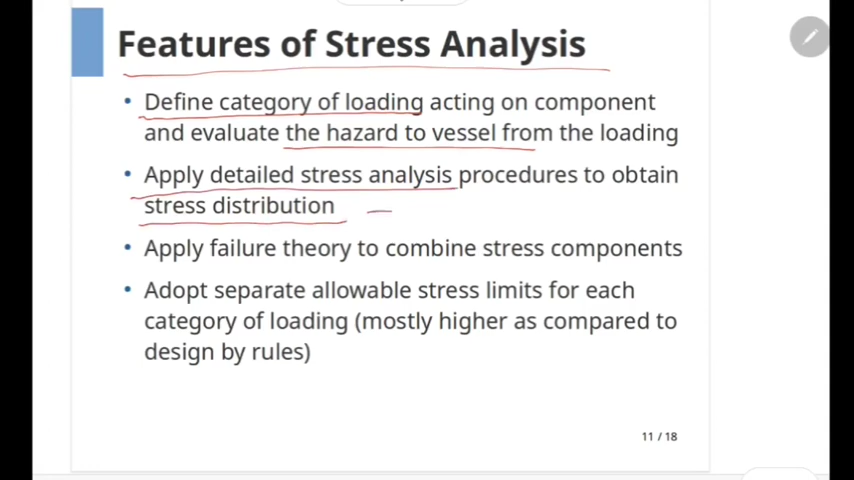 Features of Stress Analysis
• Define category of loading acting on component
and evaluate the hazard to vessel from the loading
• Apply detailed stress analysis procedures to obtain
stress distribution
• Apply failure theory to combine stress components
• Adopt separate allowable stress limits for each
category of loading (mostly higher as compared to
design by rules)
11 / 18